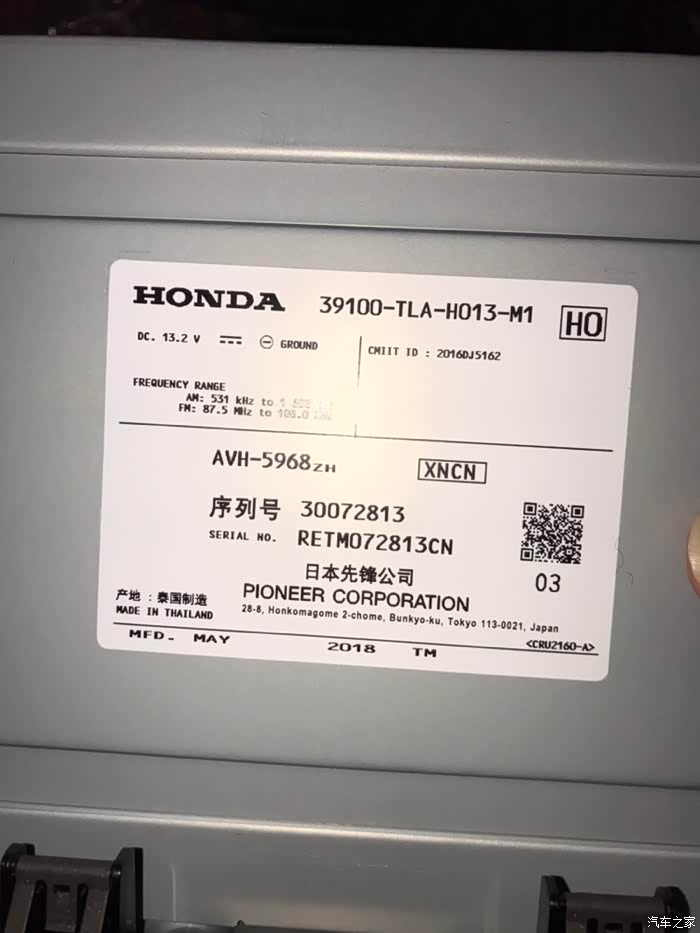 HONDA 39100-TLA-H013-M1 HO
DC. 13.2 V ⊖ GROUND
CMIIT ID : 2016DJ5162
FREQUENCY RANGE
AM: 531 kHz to
FM: 87.5 MHz to 108.0 MHz
AVH-5968ZH XNCN
序列号 30072813
SERIAL NO. RETM072813CN
03
日本先锋公司
PIONEER CORPORATION
28-8, Honkomagome 2-chome, Bunkyo-ku, Tokyo 113-0021, Japan
产地 : 泰国制造
MADE IN THAILAND
<CRU2160-A>
MFD- MAY 2018 TM
汽车之家